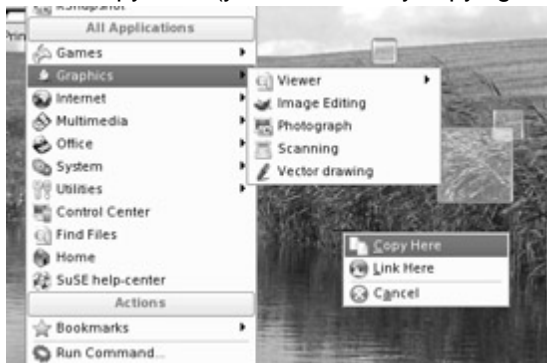 All Applications
Games
Graphics
Internet
Multimedia
Office
System
Utilities
Control Center
Find Files
Home
SuSE help-center
Actions
Bookmarks
Run Command...
Viewer
Image Editing
Photograph
Scanning
Vector drawing
Copy Here
Link Here
Cancel